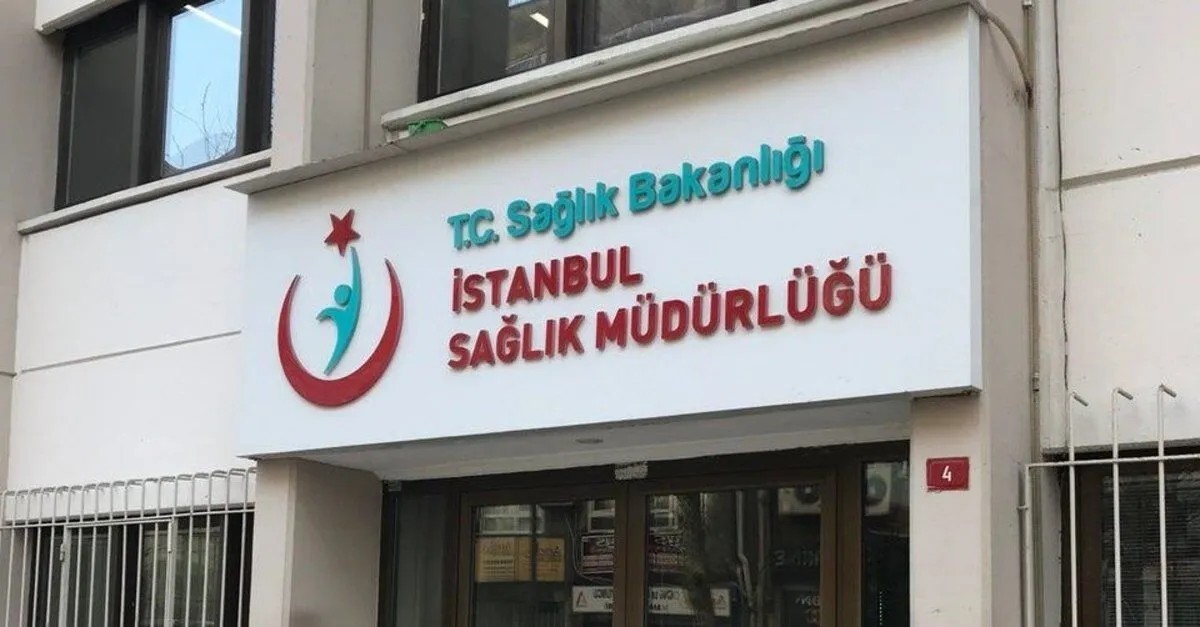 T.C. Sağlık Bakanlığı
İSTANBUL
SAĞLIK MÜDÜRLÜĞÜ
4